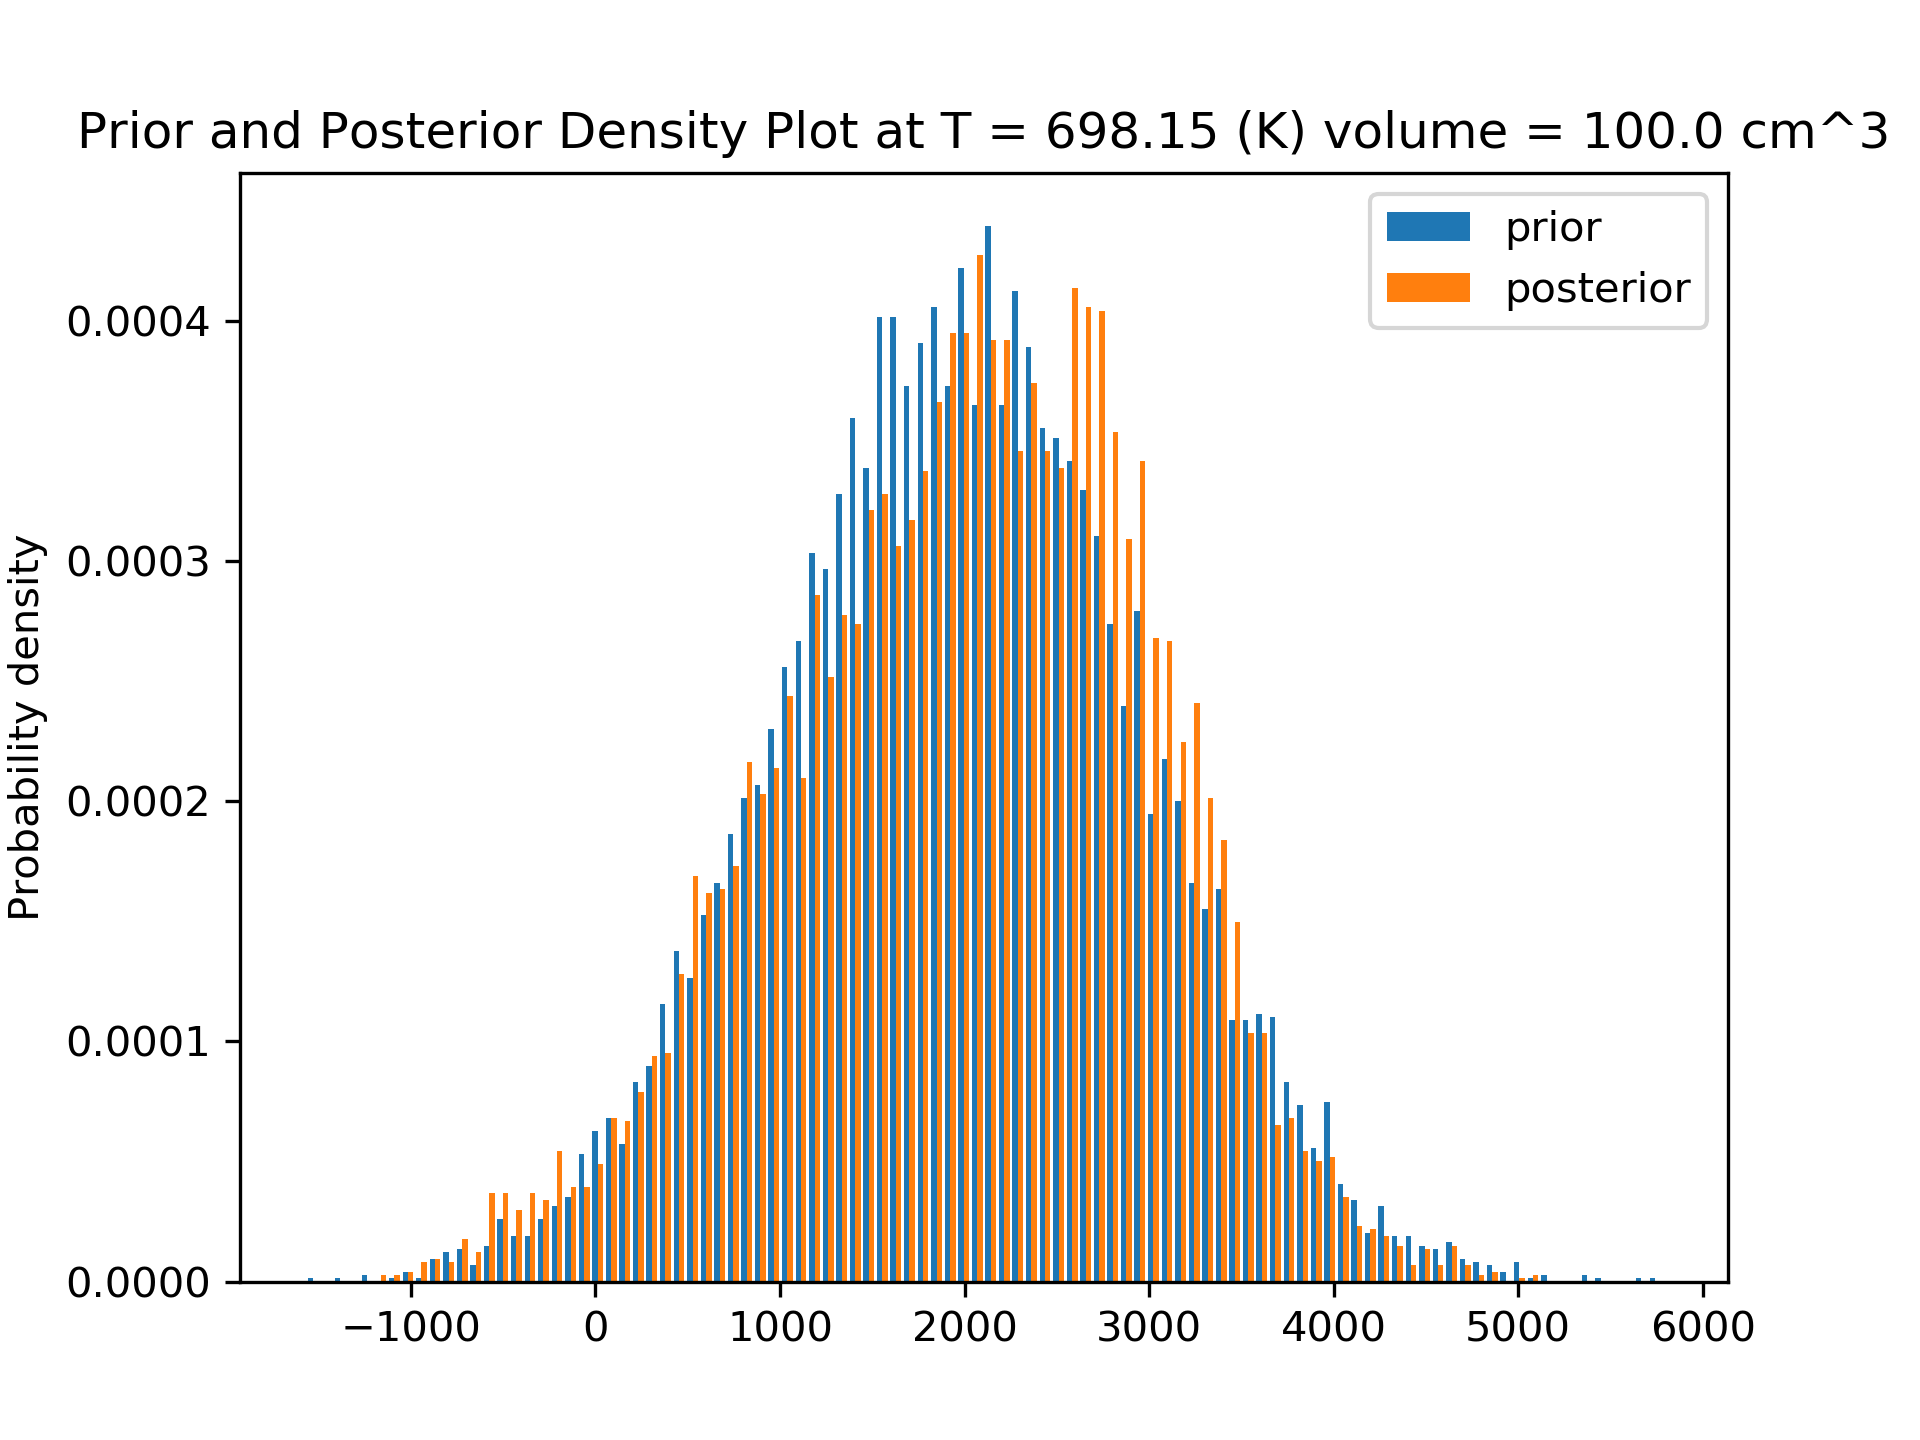 Prior and Posterior Density Plot at T = 698.15 (K) volume = 100.0 cm^3
prior
posterior
Probability density
0.0004
0.0003
0.0002
0.0001
0.0000
−1000 0 1000 2000 3000 4000 5000 6000